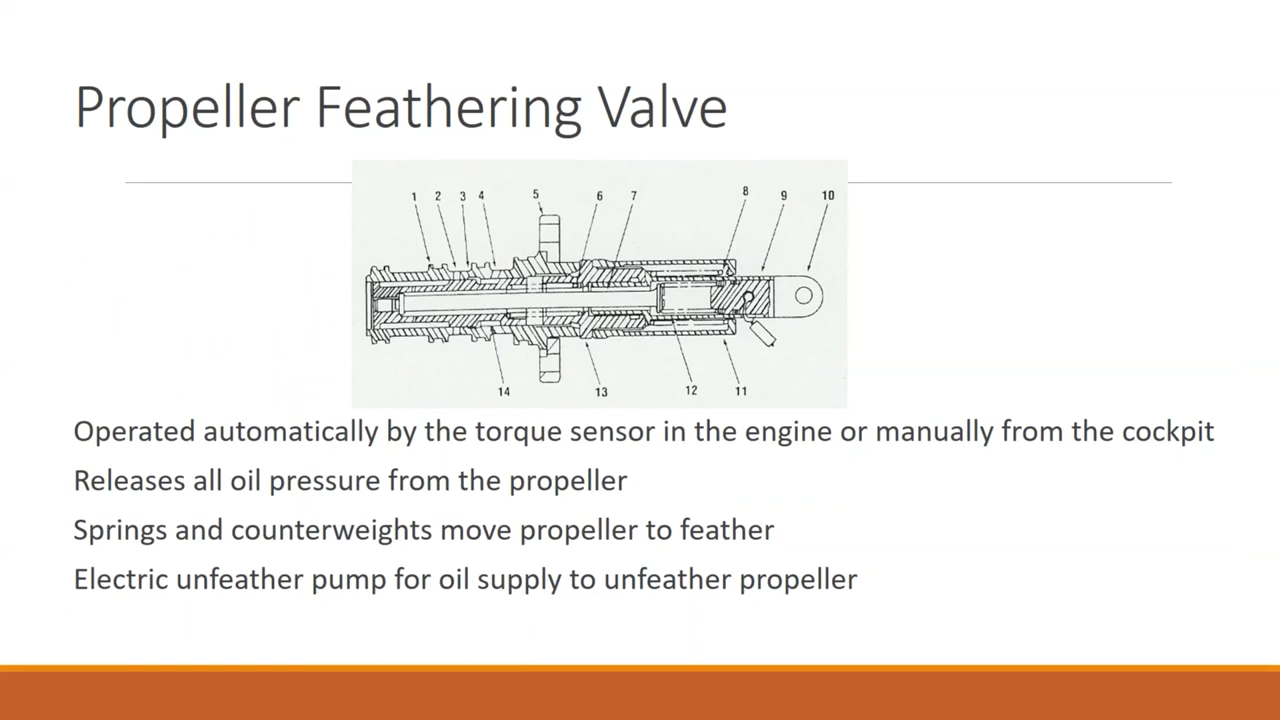 Propeller Feathering Valve
1 2 3 4 5 6 7 8 9 10
14 13 12 11
Operated automatically by the torque sensor in the engine or manually from the cockpit
Releases all oil pressure from the propeller
Springs and counterweights move propeller to feather
Electric unfeather pump for oil supply to unfeather propeller